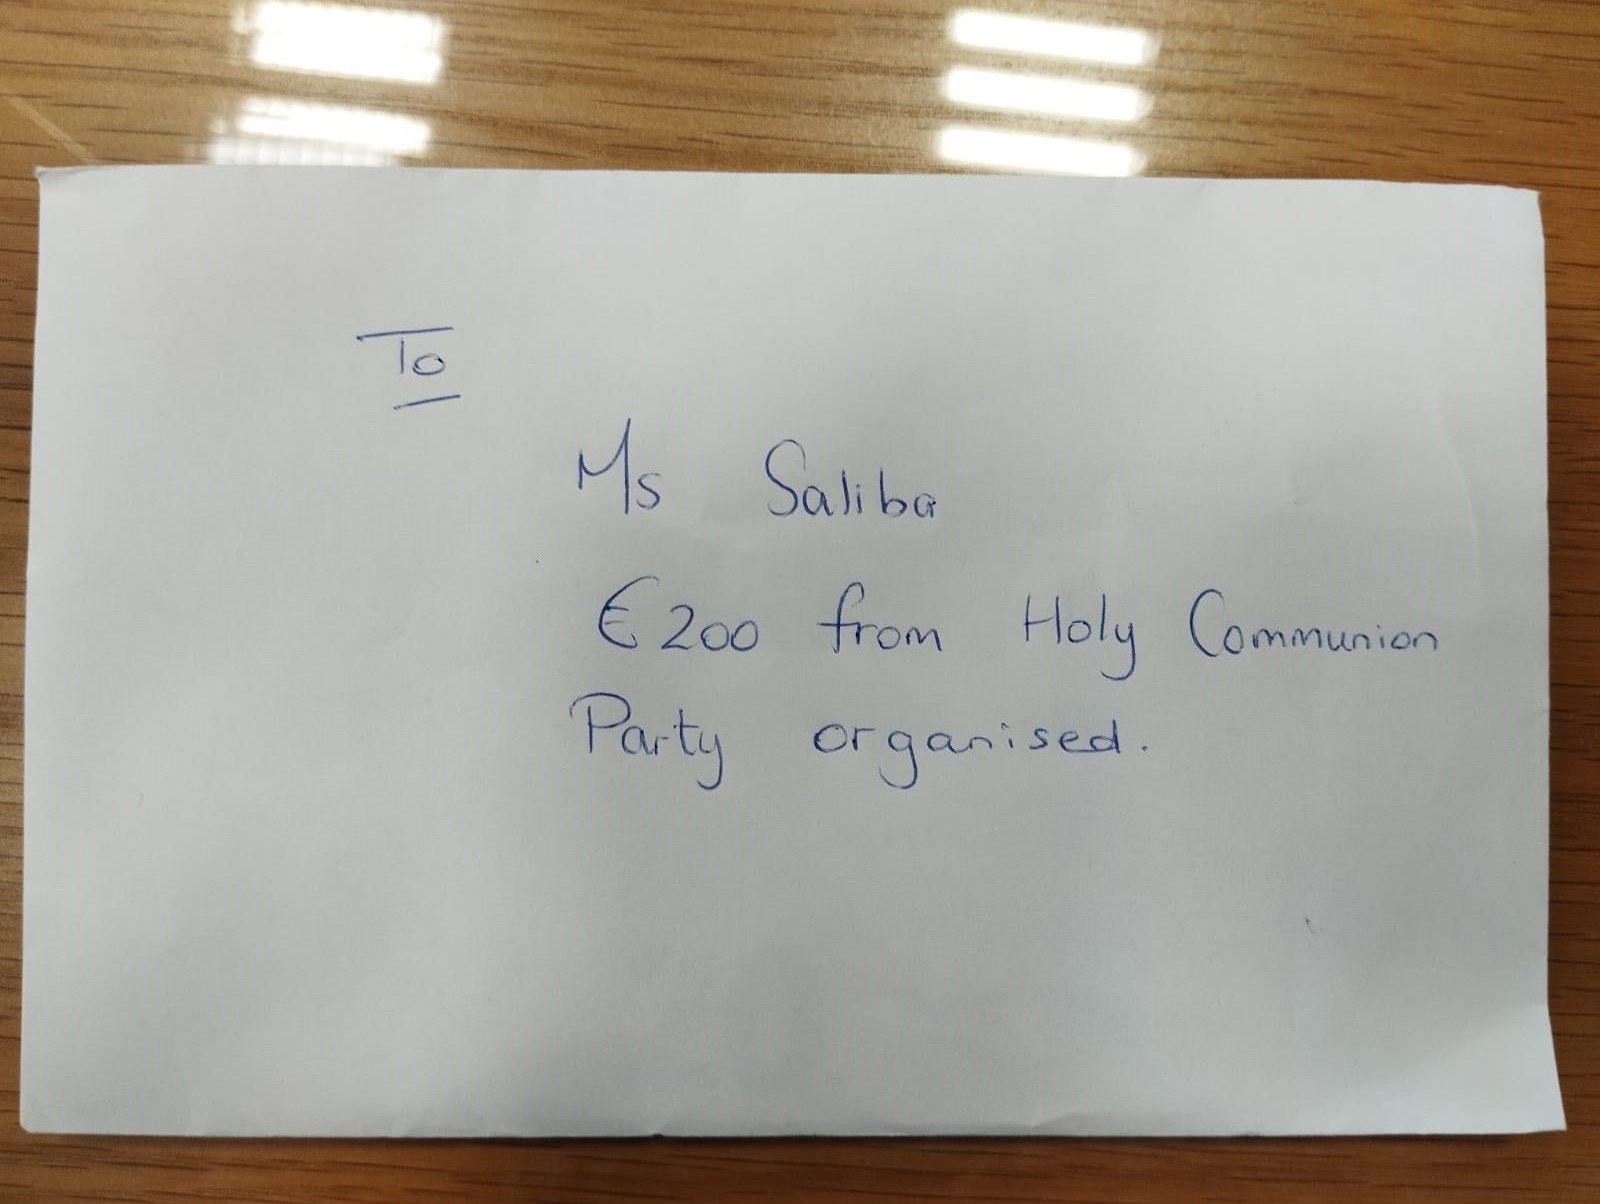 To
Ms Saliba
€200 from Holy Communion
Party organised.